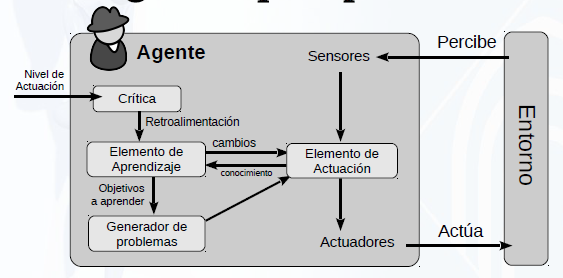 Agente
Sensores
Percibe
Nivel de
Actuación
Crítica
Retroalimentación
Entorno
Elemento de
Aprendizaje
cambios
conocimiento
Elemento de
Actuación
Objetivos
a aprender
Generador de
problemas
Actuadores
Actúa